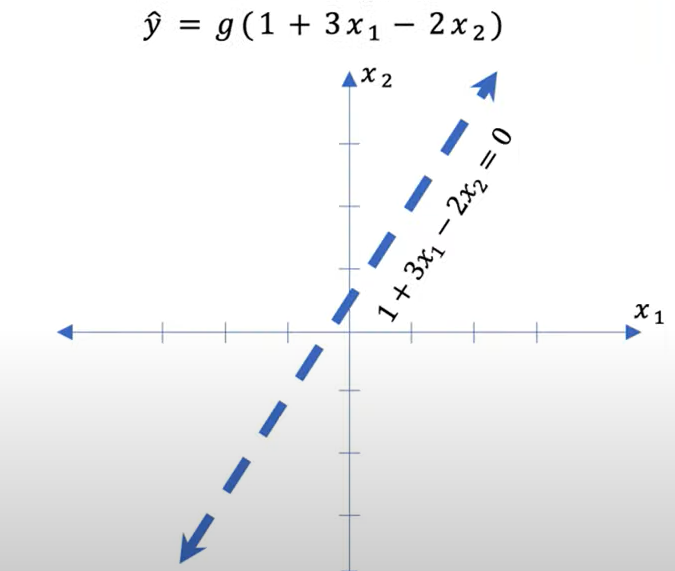 ŷ = g(1 + 3x₁ − 2x₂)
x₂
1 + 3x₁ − 2x₂ = 0
x₁